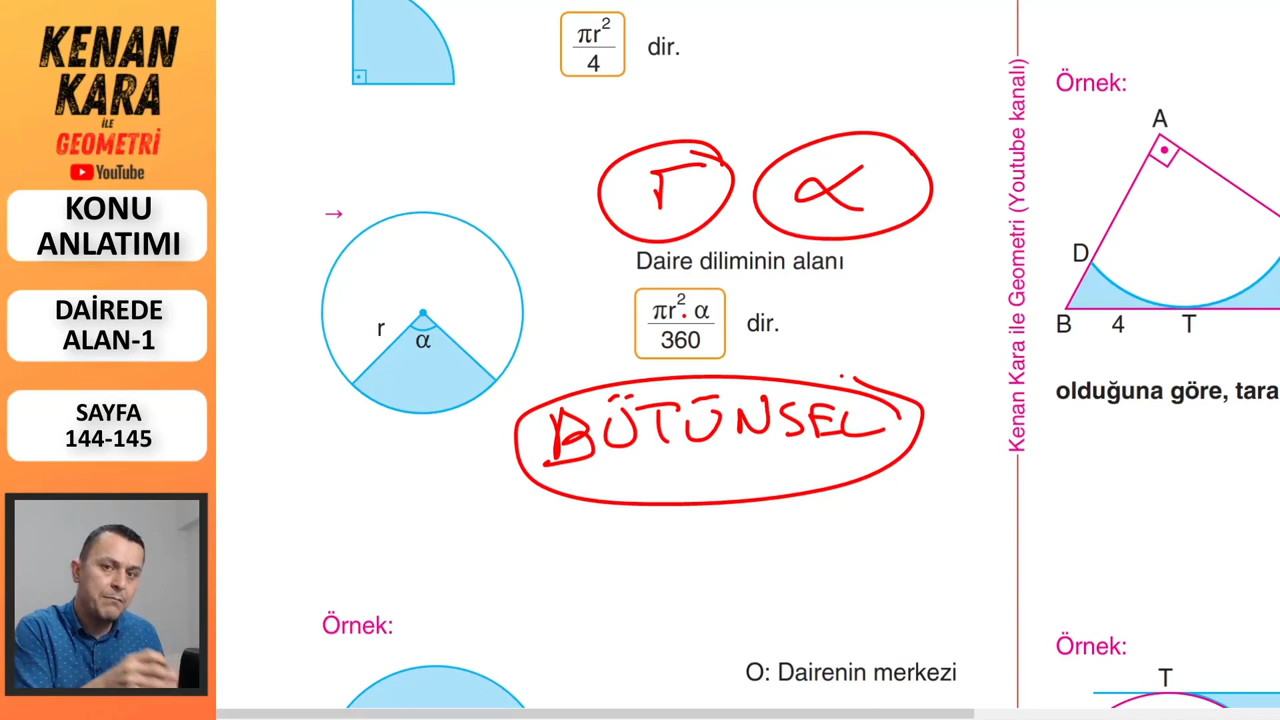 KENAN
KARA
İLE
GEOMETRİ
YouTube
KONU
ANLATIMI
DAİREDE
ALAN-1
SAYFA
144-145
πr²
4
dir.
→
r
α
r α
Daire diliminin alanı
πr² . α
360
dir.
BÜTÜNSEL
Örnek:
O: Dairenin merkezi
Kenan Kara ile Geometri (Youtube kanalı)
Örnek:
A
D
B 4 T
olduğuna göre, tara
Örnek:
T